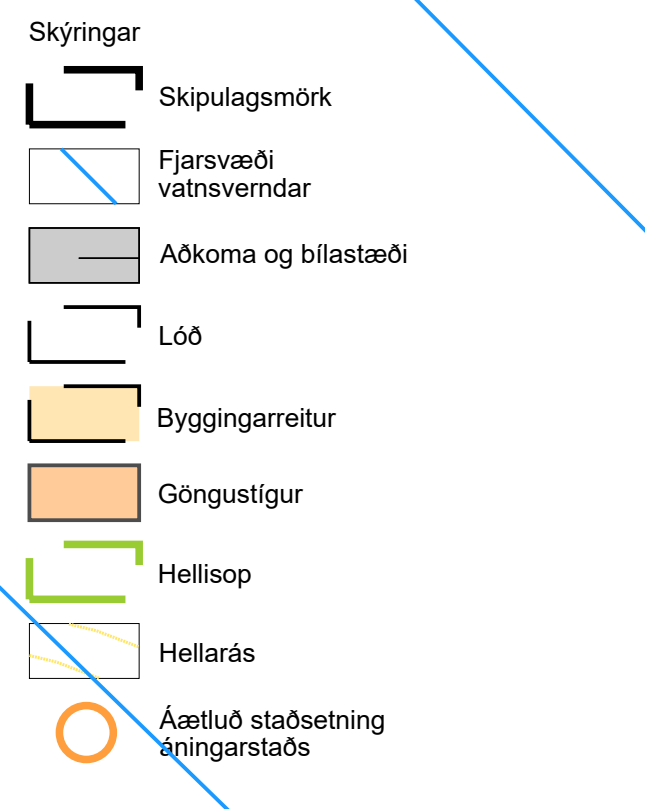 Skýringar
Skipulagsmörk
Fjarsvæði
vatnsverndar
Aðkoma og bílastæði
Lóð
Byggingarreitur
Göngustígur
Hellisop
Hellarás
Áætluð staðsetning
áningarstaðs